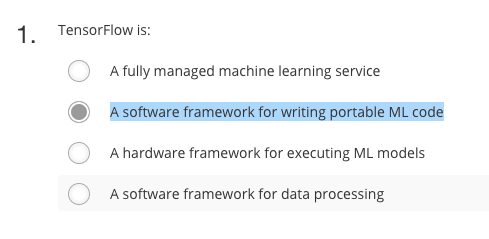 1. TensorFlow is:
A fully managed machine learning service
A software framework for writing portable ML code
A hardware framework for executing ML models
A software framework for data processing